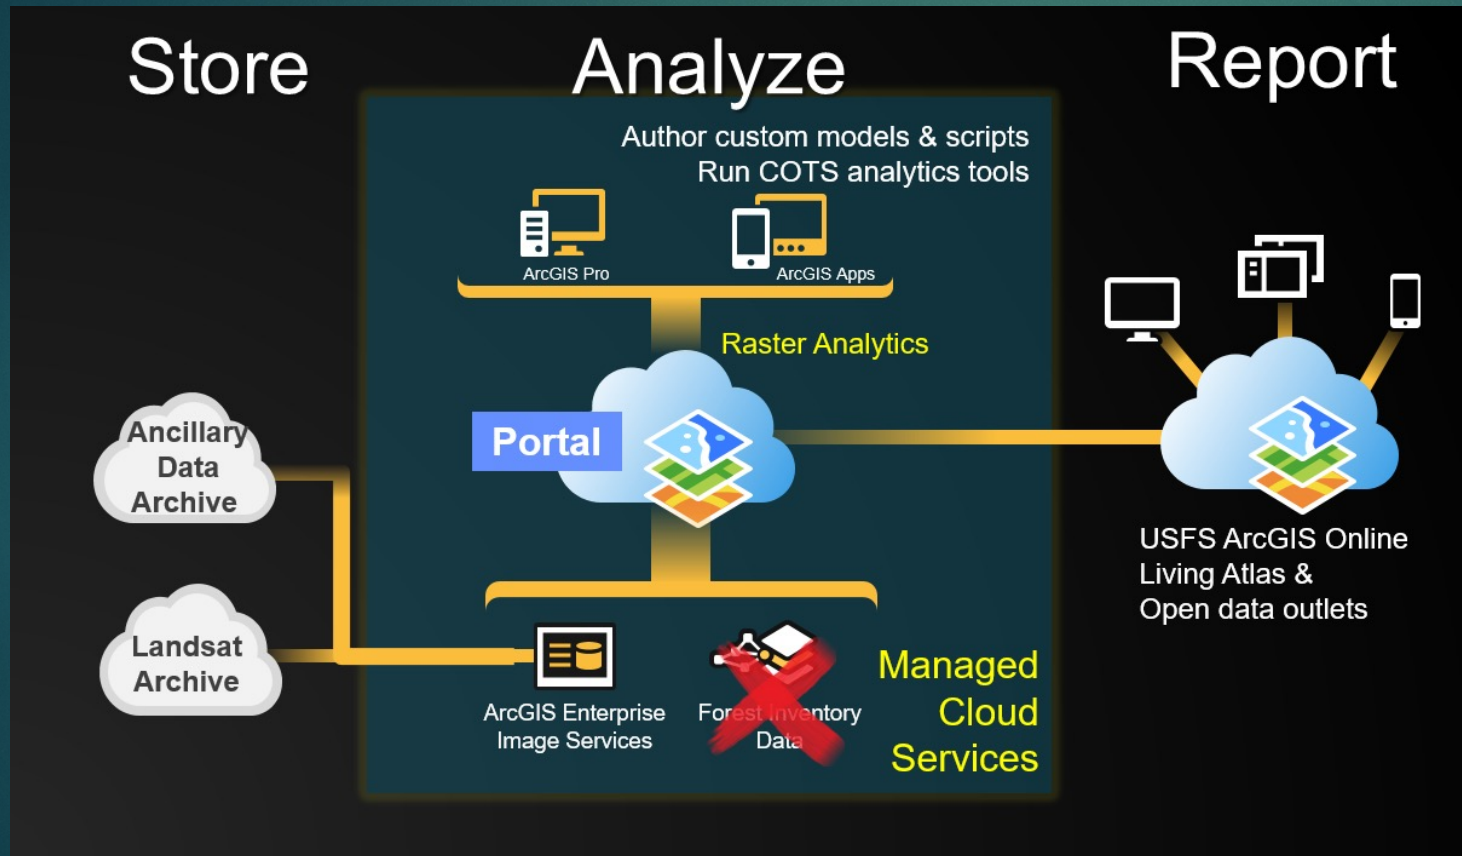 Store
Analyze
Report
Author custom models & scripts
Run COTS analytics tools
ArcGIS Pro
ArcGIS Apps
Raster Analytics
Portal
Ancillary
Data
Archive
Landsat
Archive
ArcGIS Enterprise
Image Services
Forest Inventory
Data
Managed
Cloud
Services
USFS ArcGIS Online
Living Atlas &
Open data outlets